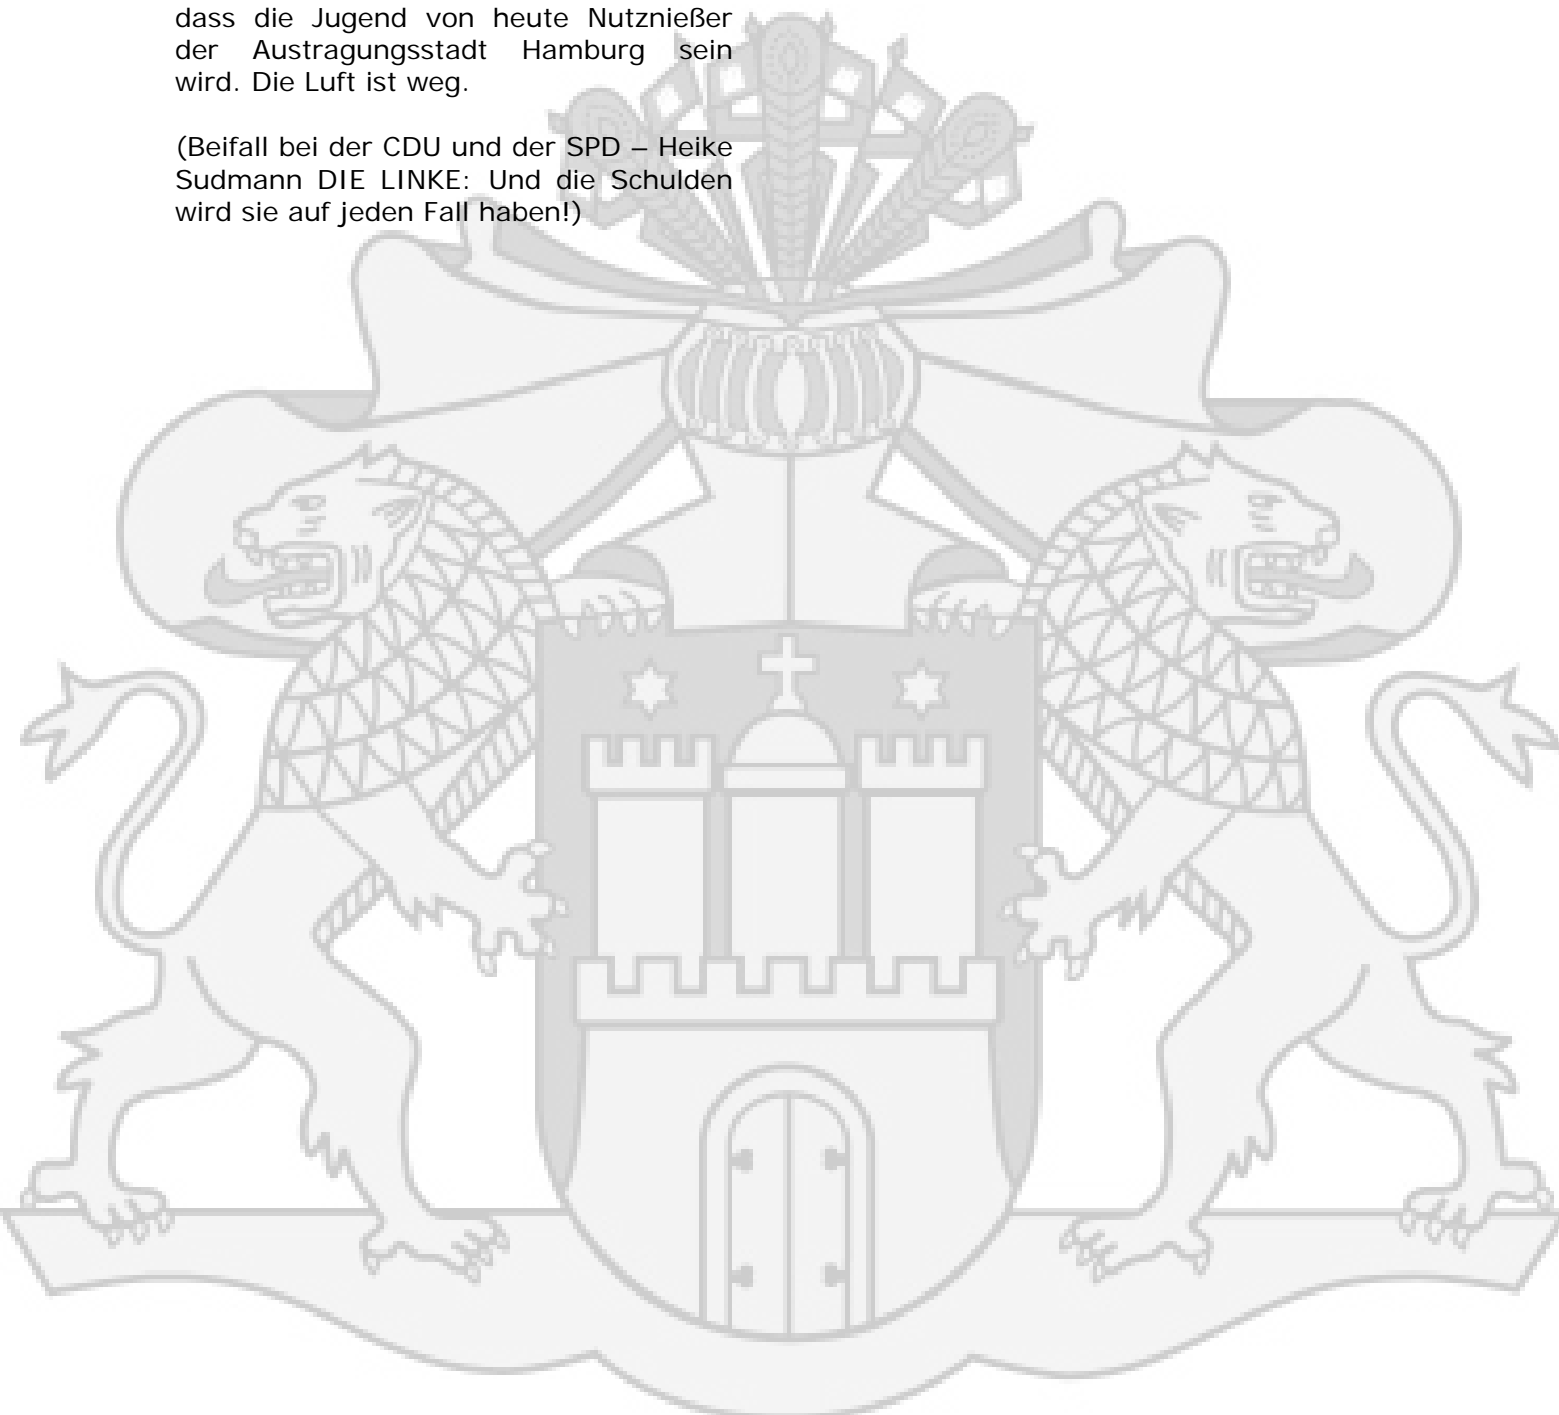 dass die Jugend von heute Nutznießer
der Austragungsstadt Hamburg sein
wird. Die Luft ist weg.
(Beifall bei der CDU und der SPD – Heike
Sudmann DIE LINKE: Und die Schulden
wird sie auf jeden Fall haben!)